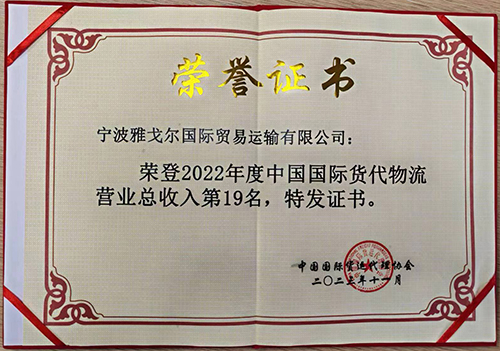 荣誉证书
宁波雅戈尔国际贸易运输有限公司：
荣登2022年度中国国际货代物流
营业总收入第19名，特发证书。
中国国际货运代理协会
二〇二三年十一月